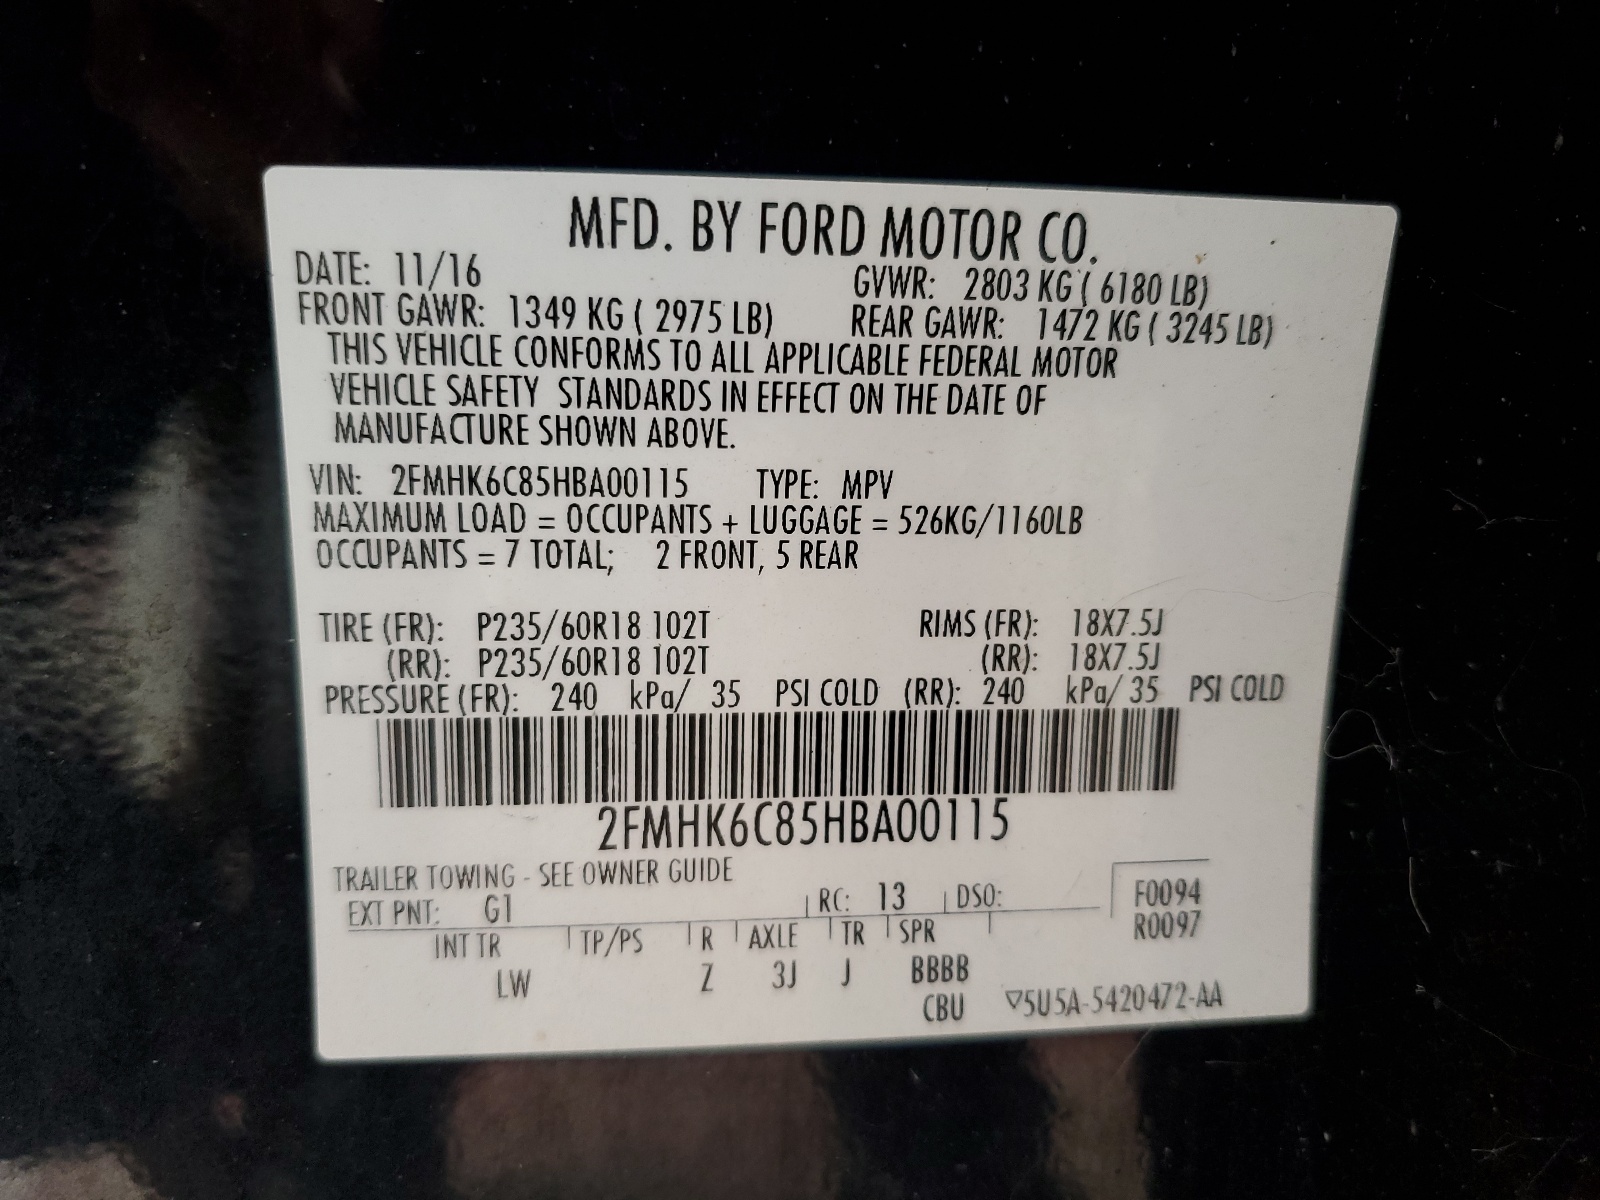 MFD. BY FORD MOTOR CO.
DATE: 11/16 GVWR: 2803 KG ( 6180 LB)
FRONT GAWR: 1349 KG ( 2975 LB) REAR GAWR: 1472 KG ( 3245 LB)
THIS VEHICLE CONFORMS TO ALL APPLICABLE FEDERAL MOTOR
VEHICLE SAFETY STANDARDS IN EFFECT ON THE DATE OF
MANUFACTURE SHOWN ABOVE.
VIN: 2FMHK6C85HBA00115 TYPE: MPV
MAXIMUM LOAD = OCCUPANTS + LUGGAGE = 526KG/1160LB
OCCUPANTS = 7 TOTAL; 2 FRONT, 5 REAR
TIRE (FR): P235/60R18 102T RIMS (FR): 18X7.5J
(RR): P235/60R18 102T (RR): 18X7.5J
PRESSURE (FR): 240 kPa/ 35 PSI COLD (RR): 240 kPa/ 35 PSI COLD
2FMHK6C85HBA00115
TRAILER TOWING - SEE OWNER GUIDE
EXT PNT: G1 RC: 13 DSO: F0094
R0097
INT TR TP/PS R AXLE TR SPR
LW Z 3J J BBBB
CBU ▽5U5A-5420472-AA